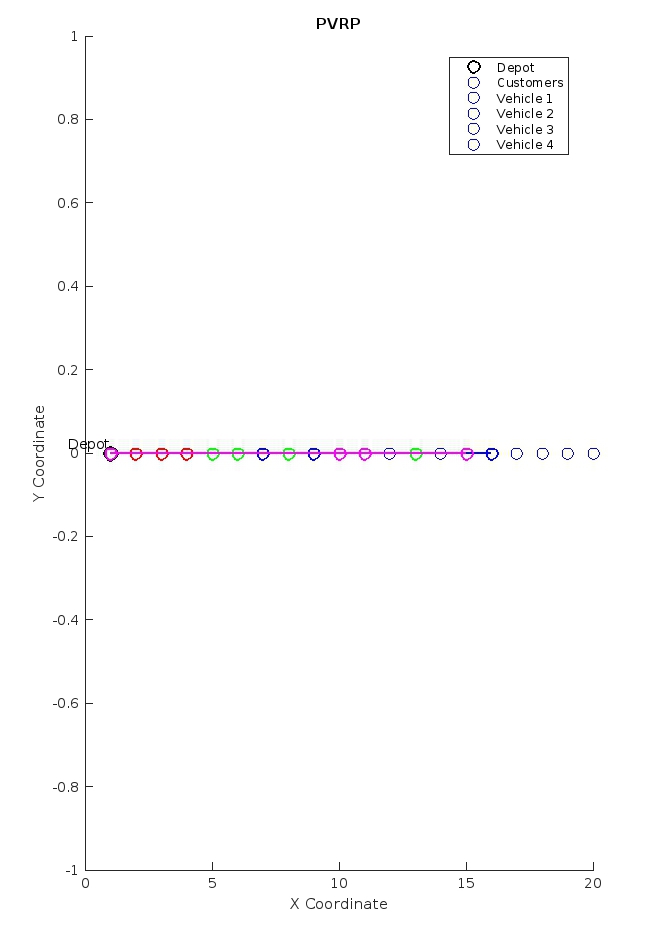 PVRP
Depot
Customers
Vehicle 1
Vehicle 2
Vehicle 3
Vehicle 4
1
0.8
0.6
0.4
0.2
Depot
0
-0.2
-0.4
-0.6
-0.8
-1
Y Coordinate
0 5 10 15 20
X Coordinate